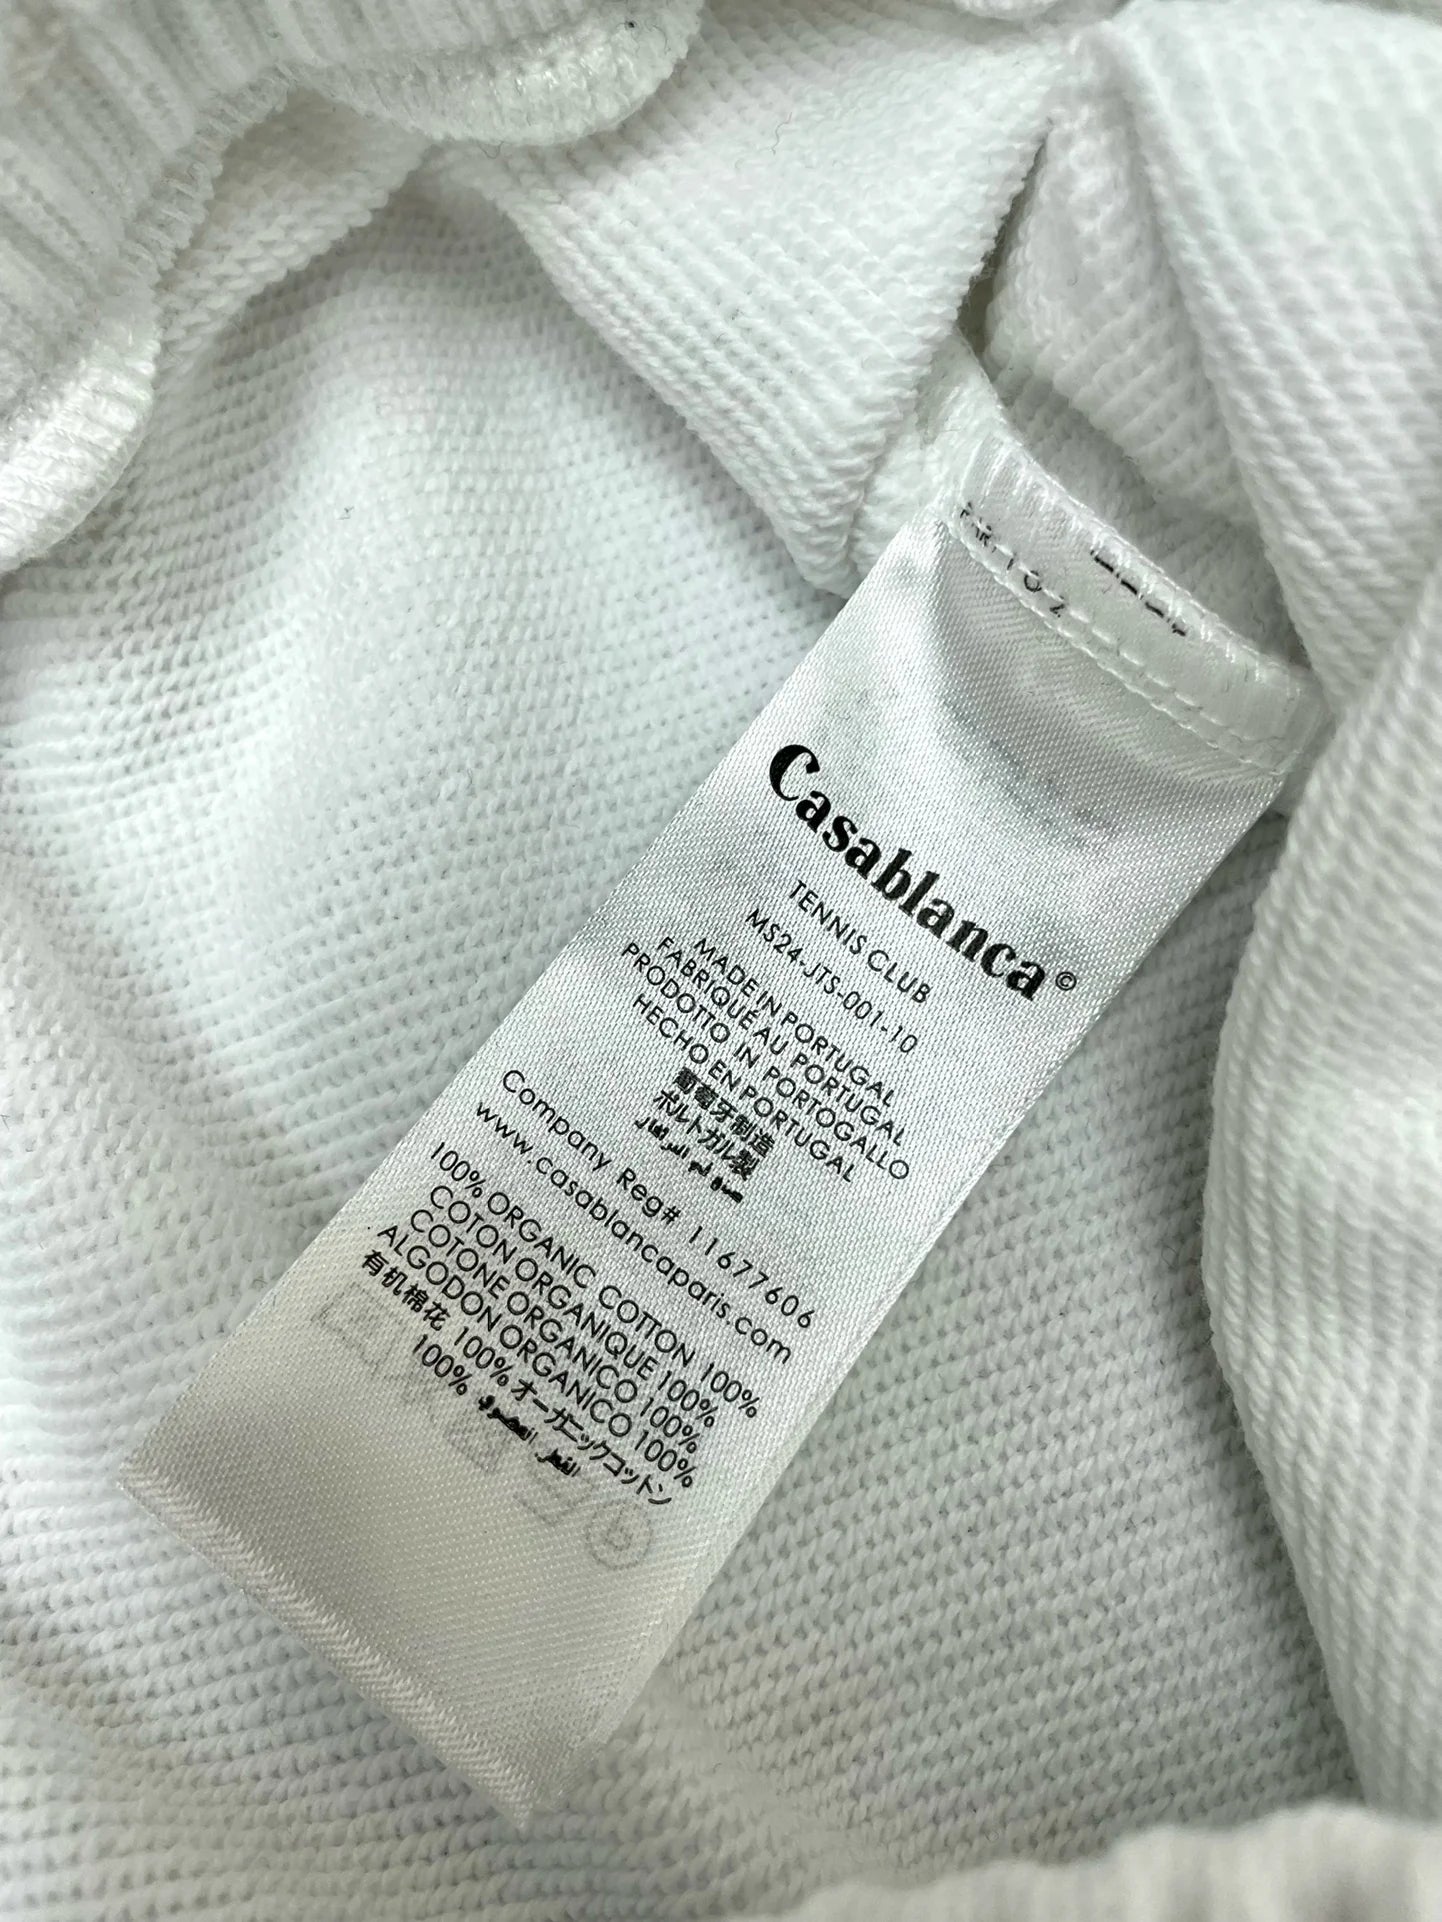 Casablanca©
TENNIS CLUB
MS24-JTS-001-10
MADE IN PORTUGAL
FABRIQUÉ AU PORTUGAL
PRODOTTO IN PORTOGALLO
HECHO EN PORTUGAL
葡萄牙制造
ポルトガル製
Company Reg# 11677606
www.casablancaparis.com
100% ORGANIC COTTON 100%
COTON ORGANIQUE 100%
COTONE ORGANICO 100%
ALGODON ORGANICO 100%
有机棉花 100% オーガニックコットン
100% القطن العضوي